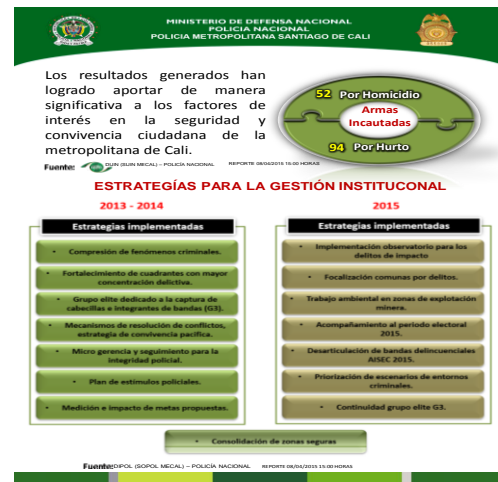 MINISTERIO DE DEFENSA NACIONAL
POLICIA NACIONAL
POLICIA METROPOLITANA SANTIAGO DE CALI
Los resultados generados han
logrado aportar de manera
significativa a los factores de
interés en la seguridad y
convivencia ciudadana de la
metropolitana de Cali.
52 Por Homicidio
Armas
Incautadas
94 Por Hurto
Fuente: DIJIN (SIJIN MECAL) – POLICÍA NACIONAL REPORTE 08/04/2015 15:00 HORAS
ESTRATEGÍAS PARA LA GESTIÓN INSTITUCONAL
2013 - 2014
Estrategias implementadas
• Compresión de fenómenos criminales.
• Fortalecimiento de cuadrantes con mayor
concentración delictiva.
• Grupo elite dedicado a la captura de
cabecillas e integrantes de bandas (G3).
• Mecanismos de resolución de conflictos,
estrategia de convivencia pacífica.
• Micro gerencia y seguimiento para la
integridad policial.
• Plan de estímulos policiales.
• Medición e impacto de metas propuestas.
2015
Estrategias implementadas
• Implementación observatorio para los
delitos de impacto
• Focalización comunas por delitos.
• Trabajo ambiental en zonas de explotación
minera.
• Acompañamiento al periodo electoral
2015.
• Desarticulación de bandas delincuenciales
AISEC 2015.
• Priorización de escenarios de entornos
criminales.
• Continuidad grupo elite G3.
• Consolidación de zonas seguras
Fuente: DIPOL (SOPOL MECAL) – POLICÍA NACIONAL REPORTE 08/04/2015 15:00 HORAS